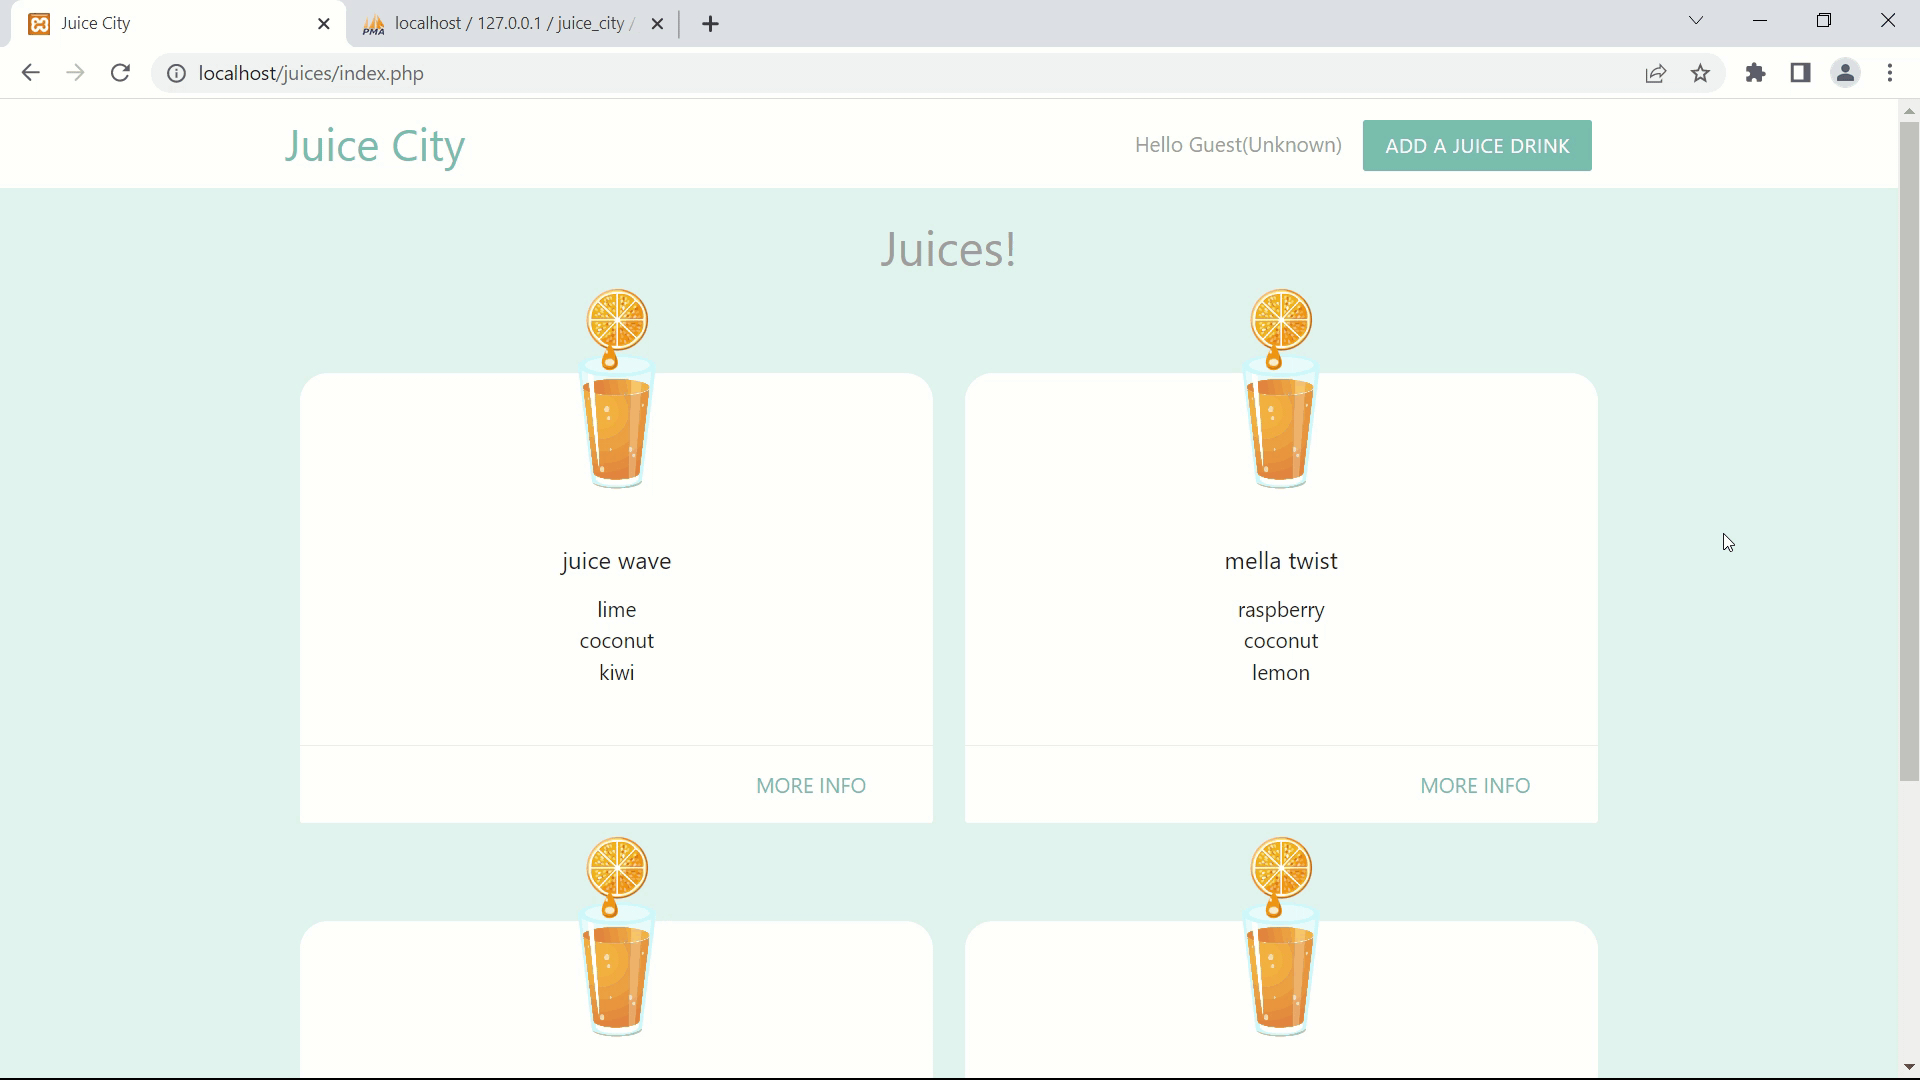 Juice City
localhost / 127.0.0.1 / juice_city /
localhost/juices/index.php
Juice City
Hello Guest(Unknown)
ADD A JUICE DRINK
Juices!
juice wave
lime
coconut
kiwi
MORE INFO
mella twist
raspberry
coconut
lemon
MORE INFO